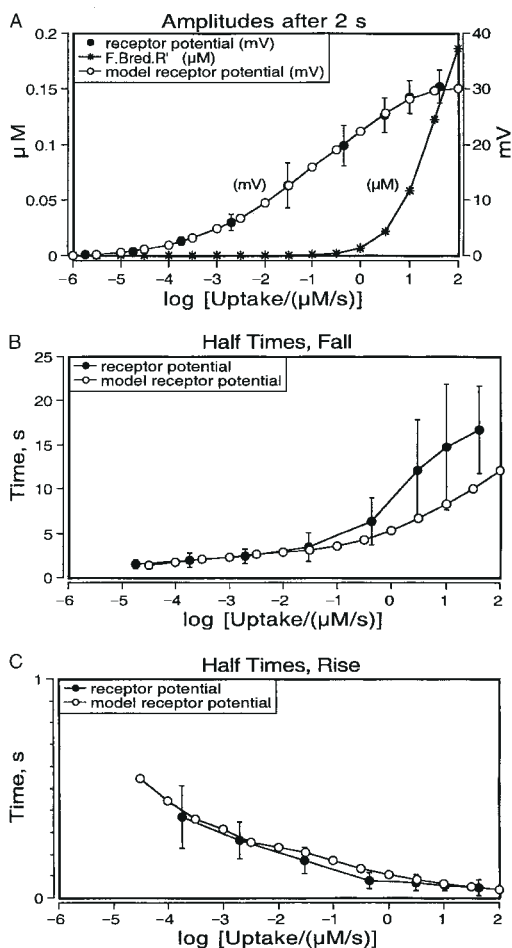 A
Amplitudes after 2 s
receptor potential (mV)
F.Bred.R' (μM)
model receptor potential (mV)
0.2
0.15
0.1
0.05
0
μM
40
30
20
10
0
mV
(mV)
(μM)
−6 −5 −4 −3 −2 −1 0 1 2
log [Uptake/(μM/s)]
B
Half Times, Fall
receptor potential
model receptor potential
25
20
15
10
5
0
Time, s
−6 −5 −4 −3 −2 −1 0 1 2
log [Uptake/(μM/s)]
C
Half Times, Rise
receptor potential
model receptor potential
1
0
Time, s
−6 −5 −4 −3 −2 −1 0 1 2
log [Uptake/(μM/s)]